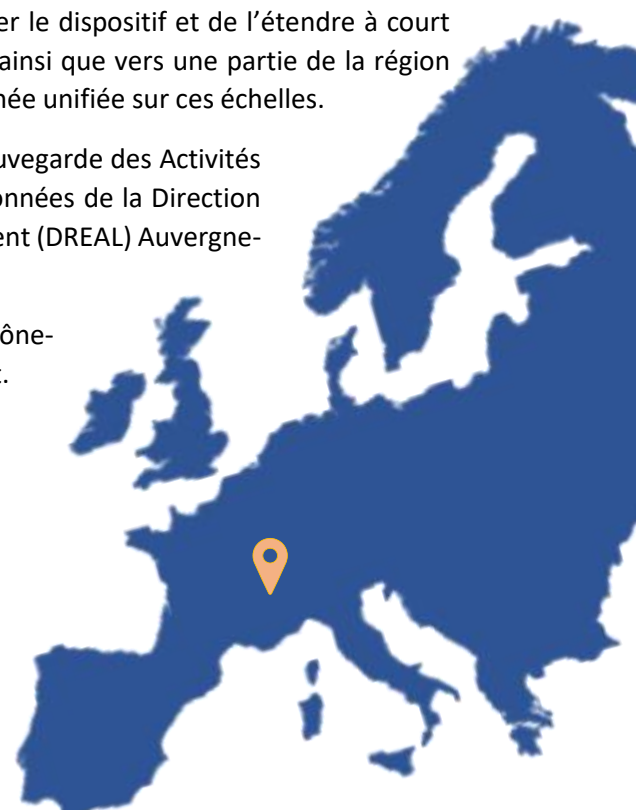 er le dispositif et de l’étendre à court
ainsi que vers une partie de la région
née unifiée sur ces échelles.
uvegarde des Activités
onnées de la Direction
ent (DREAL) Auvergne-
ône-